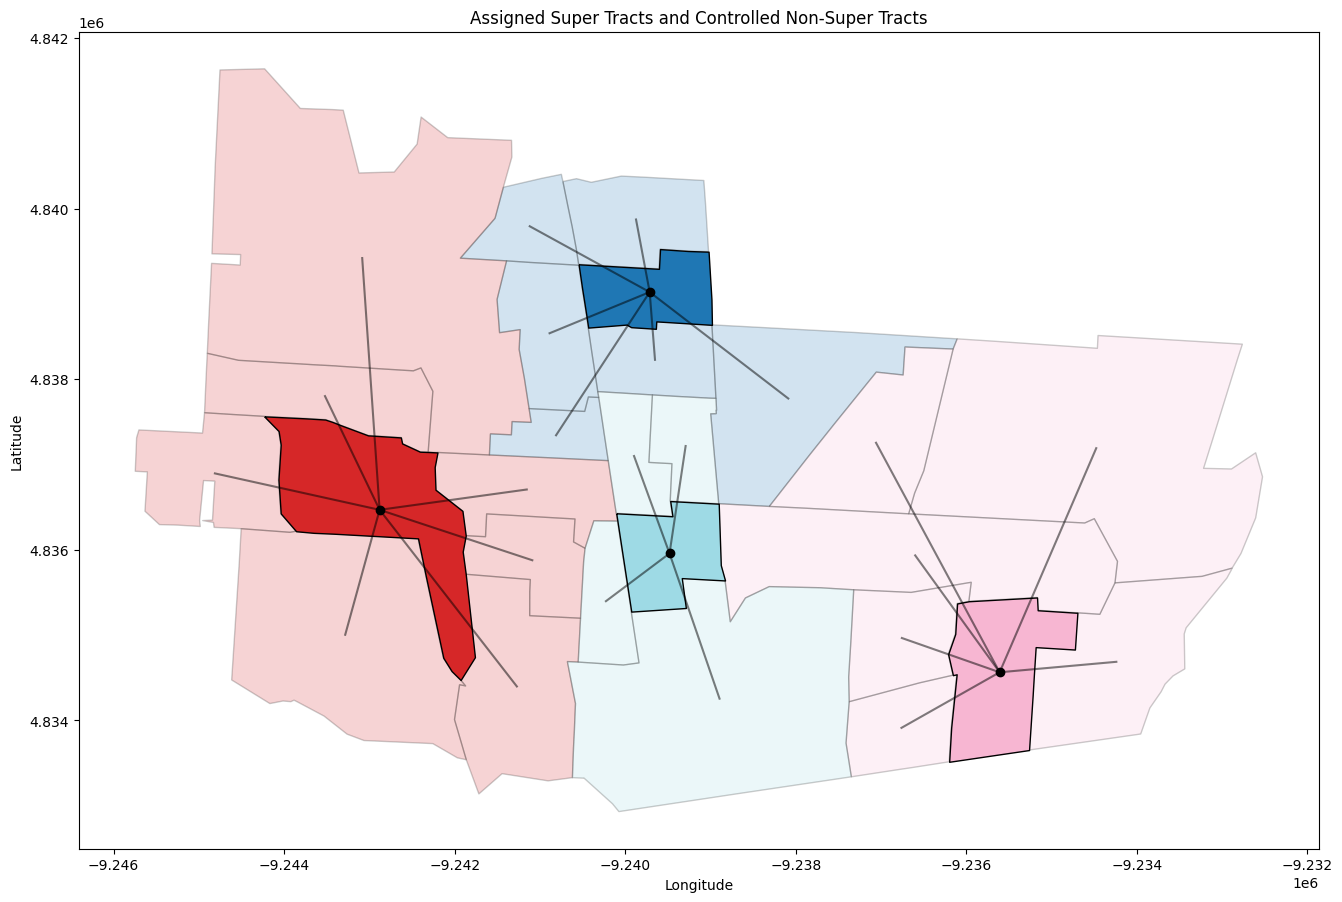 Assigned Super Tracts and Controlled Non-Super Tracts
1e6
4.842
4.840
4.838
4.836
4.834
Latitude
−9.246 −9.244 −9.242 −9.240 −9.238 −9.236 −9.234 −9.232
Longitude
1e6